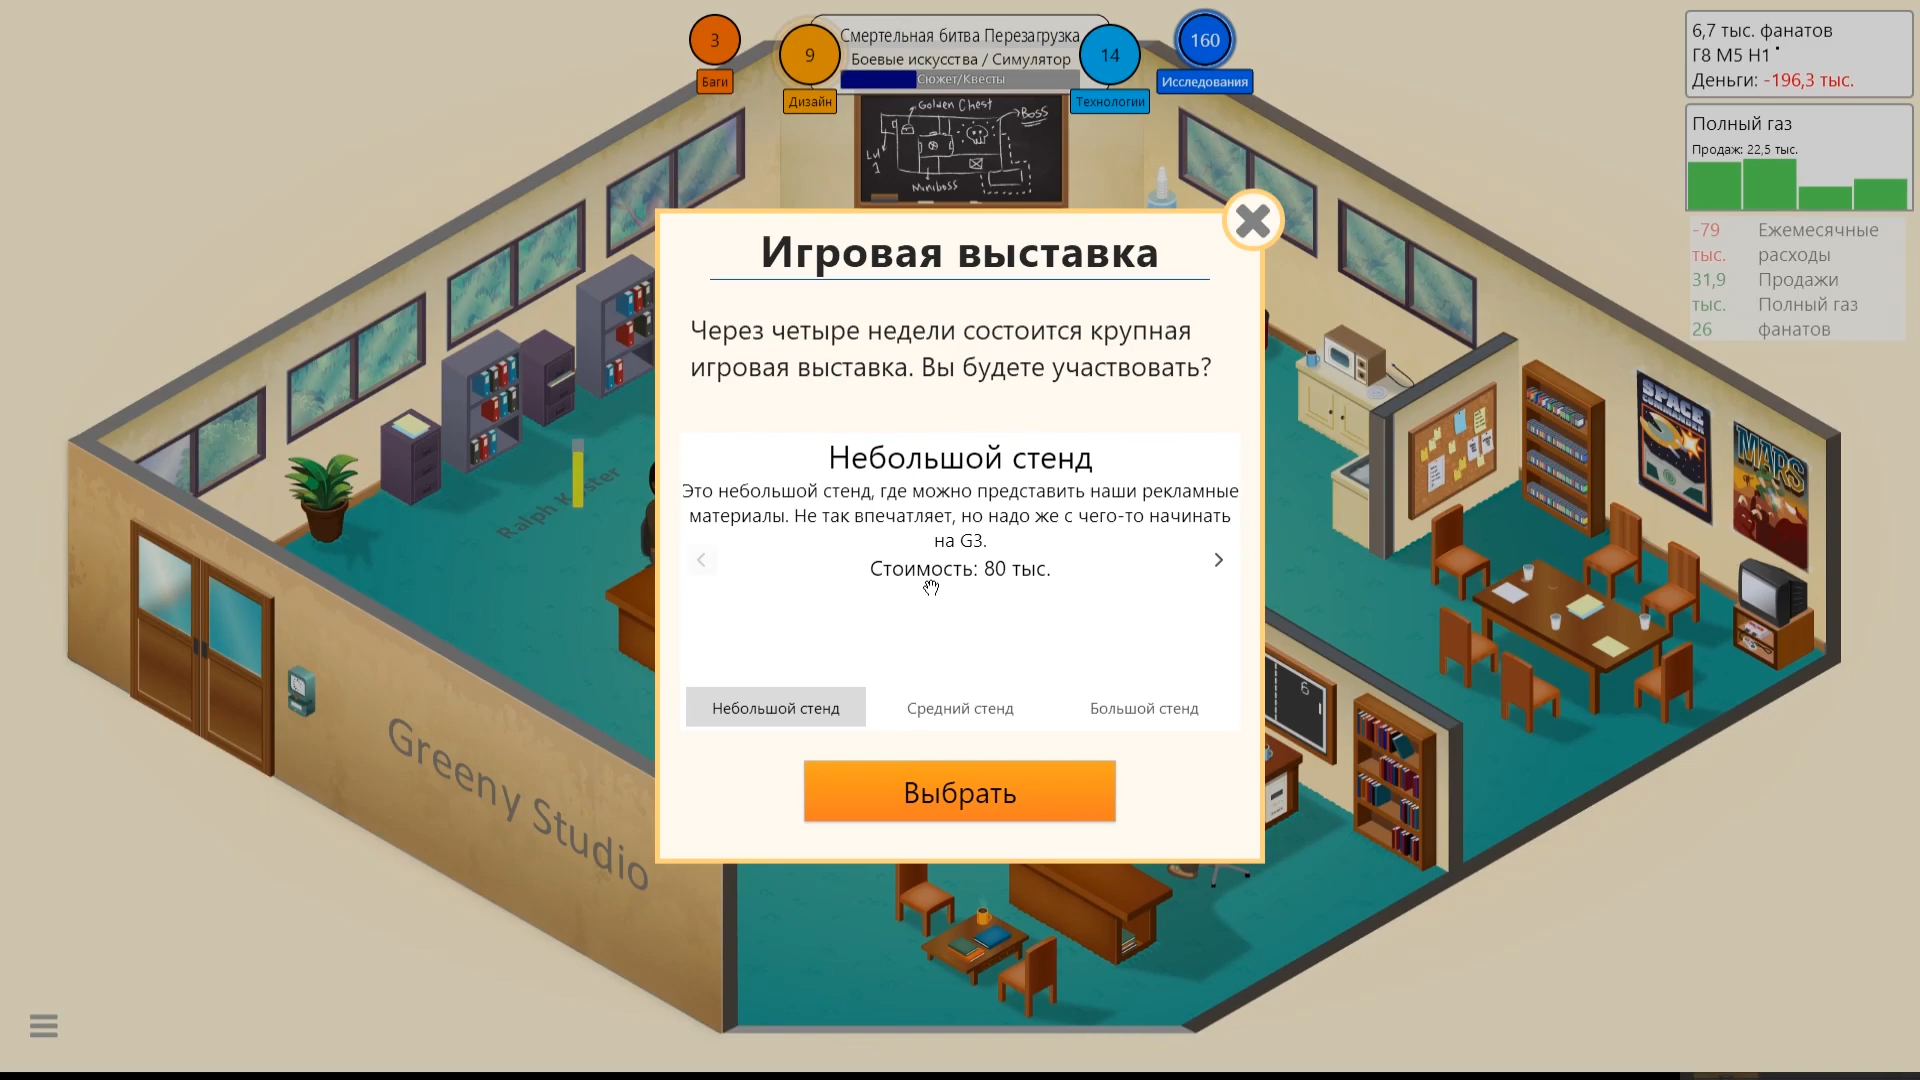 3
Баги
9
Дизайн
Смертельная битва Перезагрузка
Боевые искусства / Симулятор
Сюжет/Квесты
14
Технологии
160
Исследования
6,7 тыс. фанатов
Г8 М5 Н1
Деньги: -196,3 тыс.
Полный газ
Продаж: 22,5 тыс.
-79 тыс. Ежемесячные расходы
31,9 тыс. Продажи Полный газ
26 фанатов
Golden Chest
Boss
Lvl 1
Miniboss
Игровая выставка
Через четыре недели состоится крупная
игровая выставка. Вы будете участвовать?
Небольшой стенд
Это небольшой стенд, где можно представить наши рекламные
материалы. Не так впечатляет, но надо же с чего-то начинать
на G3.
Стоимость: 80 тыс.
Небольшой стенд
Средний стенд
Большой стенд
Выбрать
SPACE
MARS
6
Greeny Studio